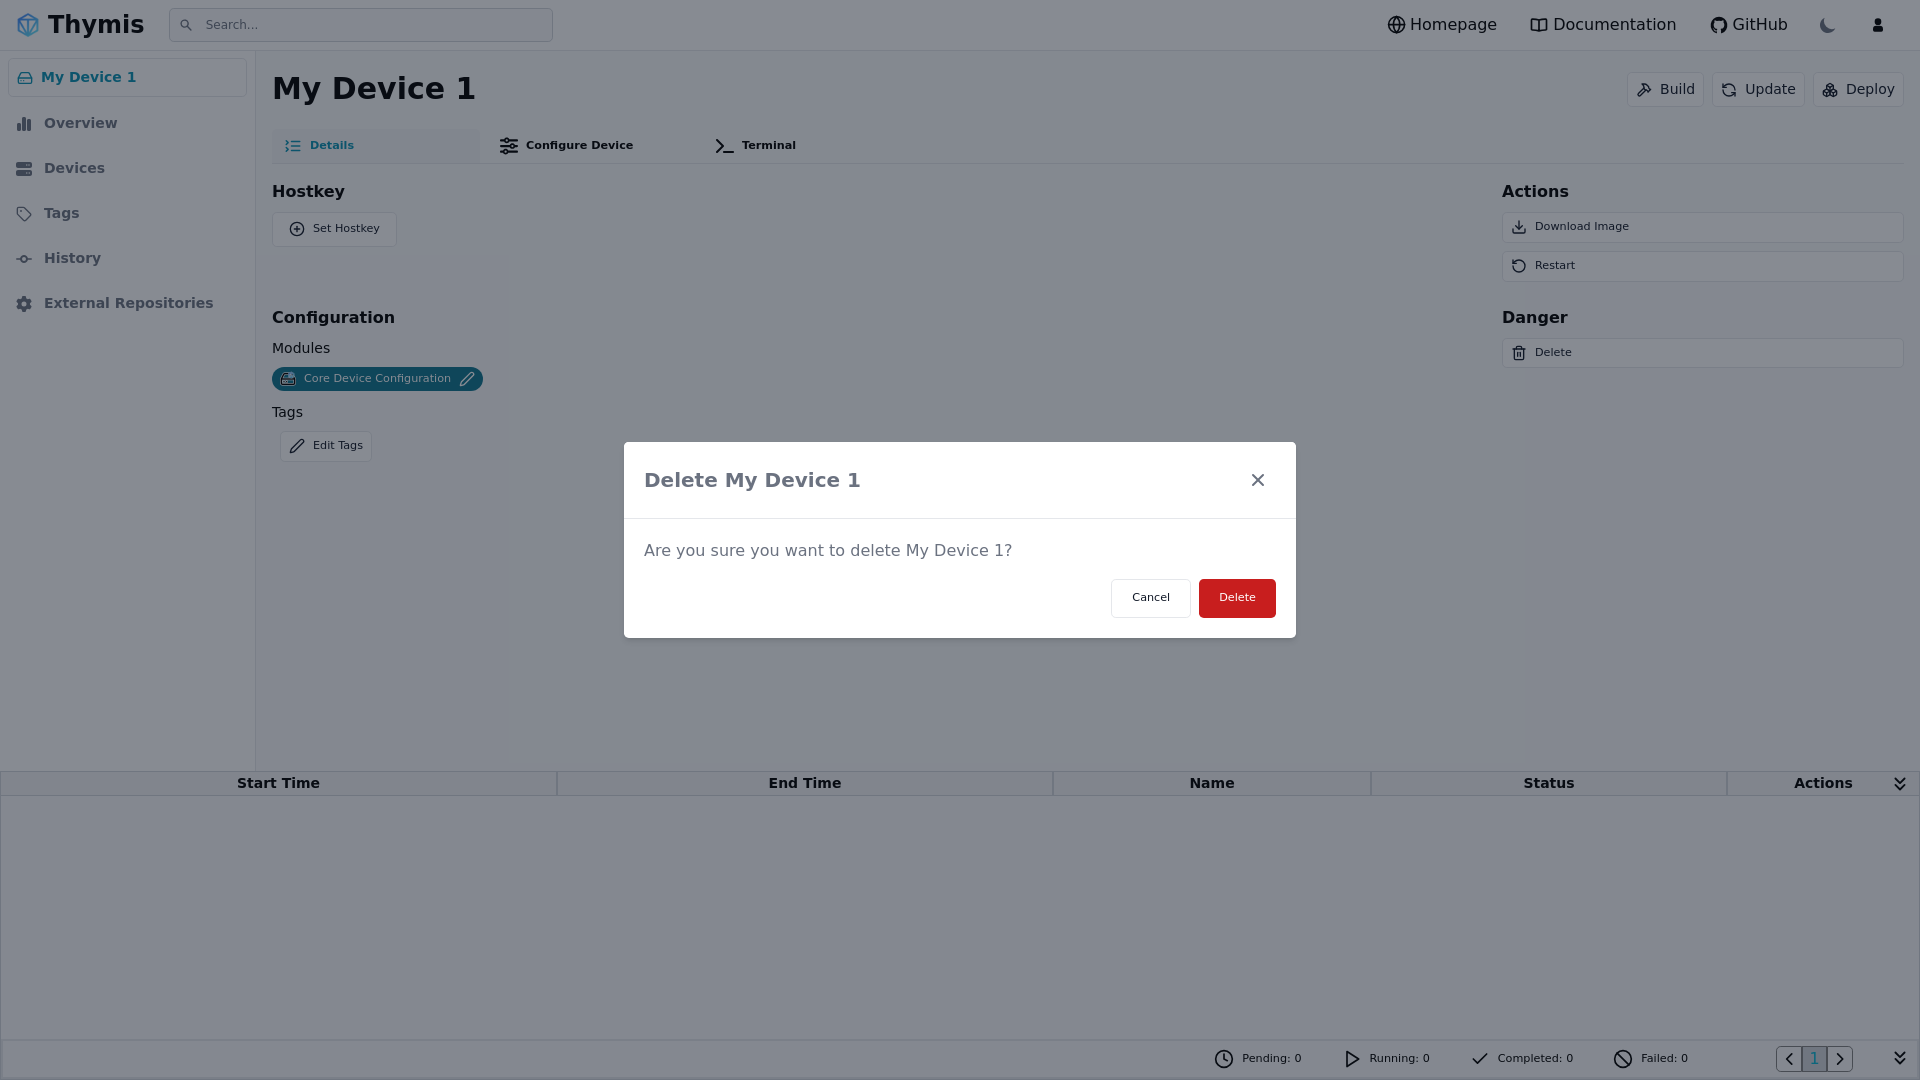 Thymis
Search...
Homepage
Documentation
GitHub
My Device 1
Overview
Devices
Tags
History
External Repositories
My Device 1
Build
Update
Deploy
Details
Configure Device
Terminal
Hostkey
Set Hostkey
Actions
Download Image
Restart
Configuration
Modules
Core Device Configuration
Tags
Edit Tags
Danger
Delete
Delete My Device 1
Are you sure you want to delete My Device 1?
Cancel
Delete
Start Time
End Time
Name
Status
Actions
Pending: 0
Running: 0
Completed: 0
Failed: 0
1